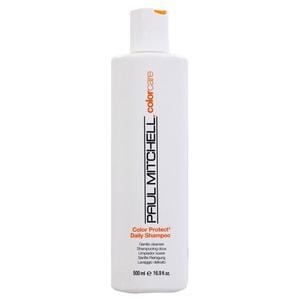 colorcare
PAUL MITCHELL
Color Protect®
Daily Shampoo
Gentle cleanser
Shampooing doux
Limpiador suave
Sanfte Reinigung
Lavaggio delicato
500 ml e 16.9 fl. oz.